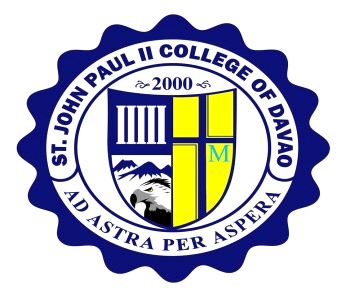 ST. JOHN PAUL II COLLEGE OF DAVAO
2000
M
AD ASTRA PER ASPERA